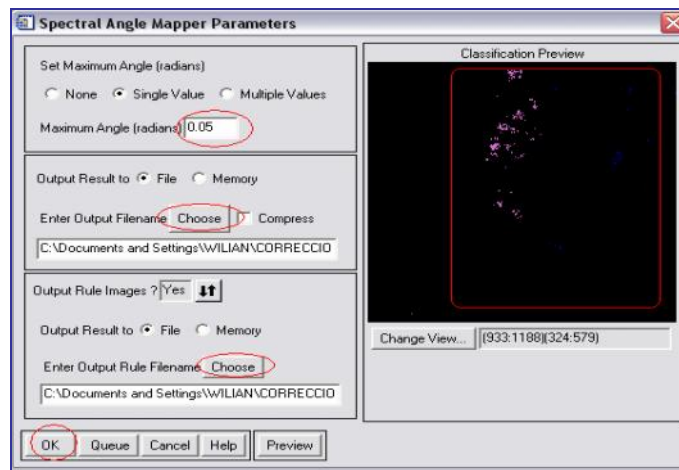 Spectral Angle Mapper Parameters
Set Maximum Angle (radians)
None Single Value Multiple Values
Maximum Angle (radians) 0.05
Output Result to File Memory
Enter Output Filename Choose Compress
C:\Documents and Settings\WILIAN\CORRECCIO
Output Rule Images ? Yes
Output Result to File Memory
Enter Output Rule Filename Choose
C:\Documents and Settings\WILIAN\CORRECCIO
OK Queue Cancel Help Preview
Classification Preview
Change View... (933:1188)(324:579)